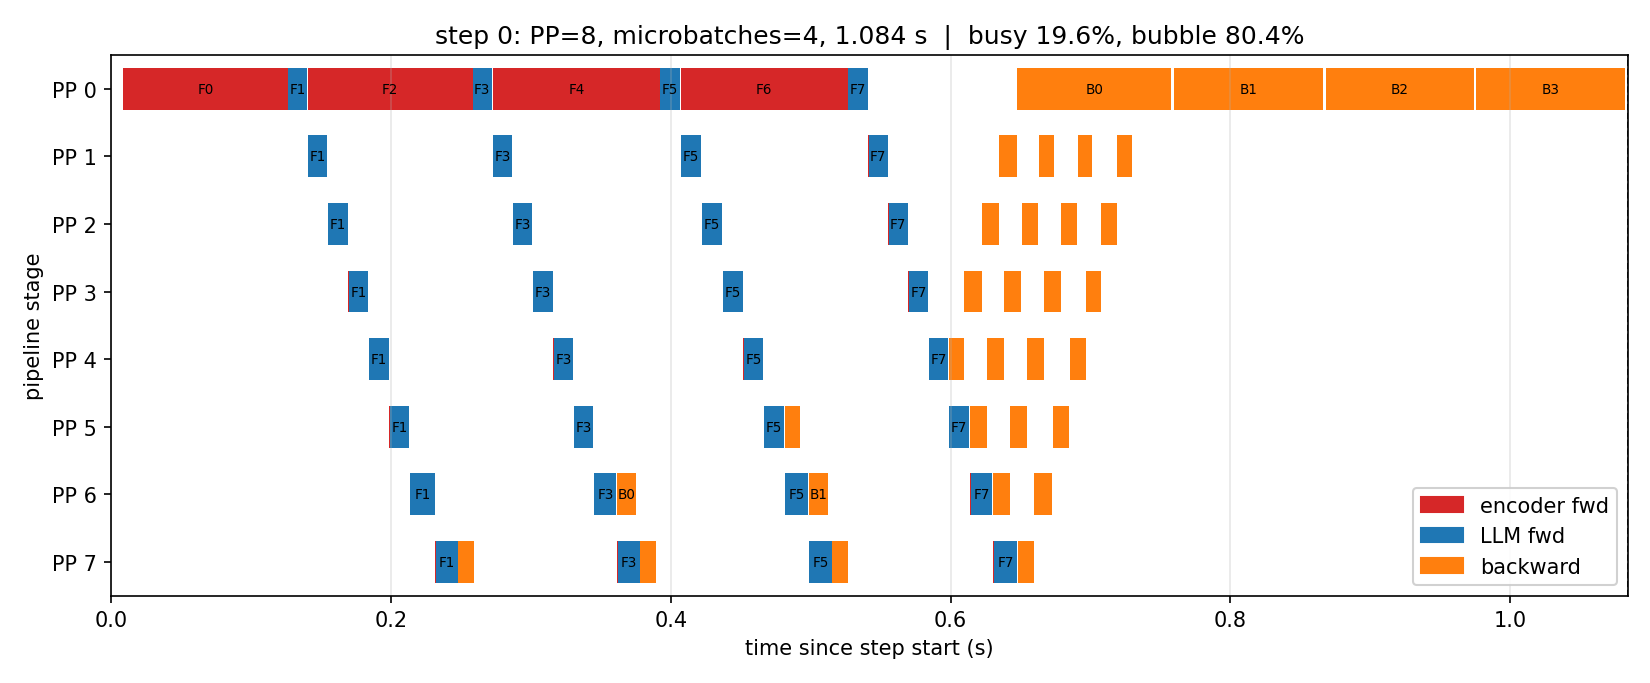 step 0: PP=8, microbatches=4, 1.084 s | busy 19.6%, bubble 80.4%
PP 0 F0 F1 F2 F3 F4 F5 F6 F7 B0 B1 B2 B3
PP 1 F1 F3 F5 F7
PP 2 F1 F3 F5 F7
PP 3 F1 F3 F5 F7
PP 4 F1 F3 F5 F7
PP 5 F1 F3 F5 F7
PP 6 F1 F3 B0 F5 B1 F7
PP 7 F1 F3 F5 F7
pipeline stage
encoder fwd
LLM fwd
backward
0.0 0.2 0.4 0.6 0.8 1.0
time since step start (s)